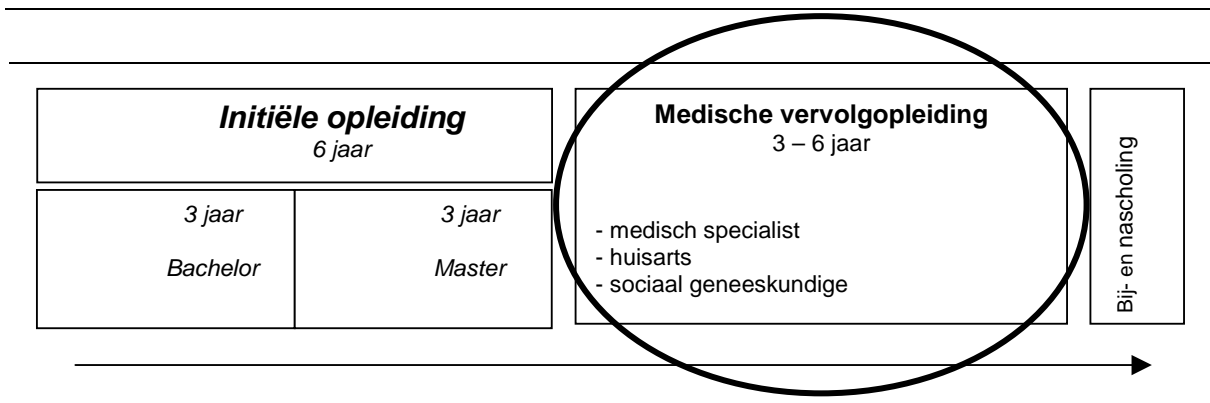 Initiële opleiding
6 jaar
3 jaar
Bachelor
3 jaar
Master
Medische vervolgopleiding
3 – 6 jaar
- medisch specialist
- huisarts
- sociaal geneeskundige
Bij- en nascholing